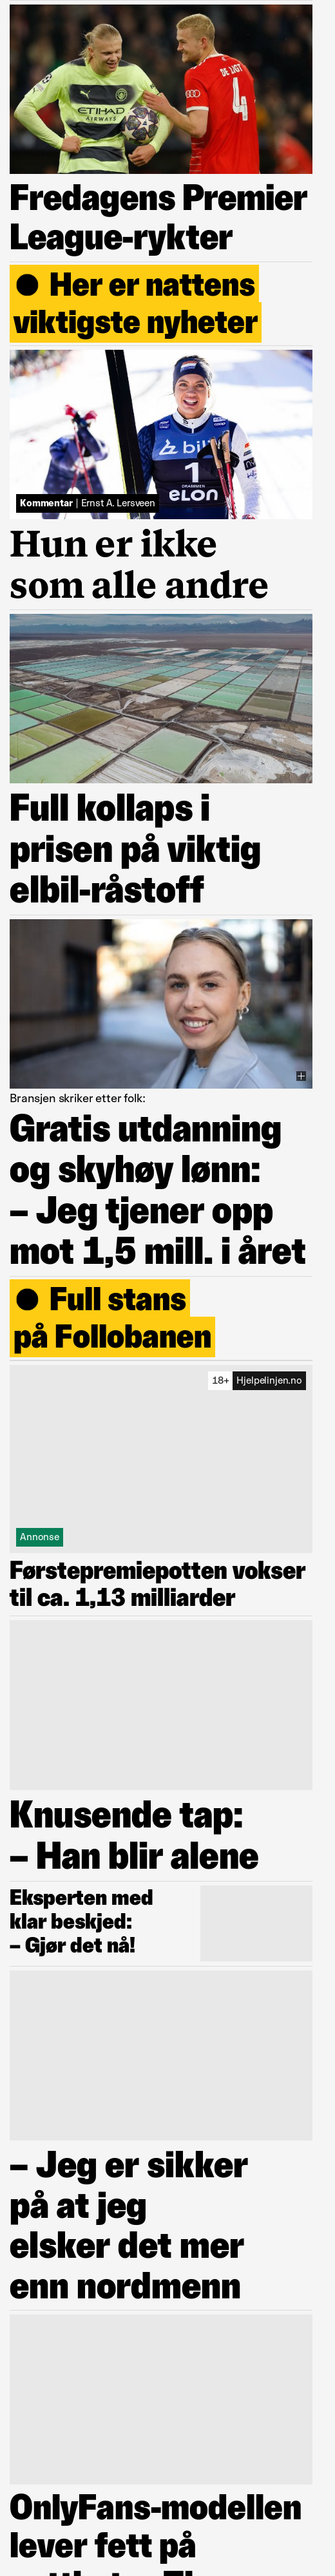 ETIHAD
AIRWAYS
DE LIGT
4
Fredagens Premier
League-rykter
Her er nattens
viktigste nyheter
bili
1
DRAMMEN
elon
Kommentar | Ernst A. Lersveen
Hun er ikke
som alle andre
Full kollaps i
prisen på viktig
elbil-råstoff
Bransjen skriker etter folk:
Gratis utdanning
og skyhøy lønn:
– Jeg tjener opp
mot 1,5 mill. i året
Full stans
på Follobanen
18+ Hjelpelinjen.no
Annonse
Førstepremiepotten vokser
til ca. 1,13 milliarder
Knusende tap:
– Han blir alene
Eksperten med
klar beskjed:
– Gjør det nå!
– Jeg er sikker
på at jeg
elsker det mer
enn nordmenn
OnlyFans-modellen
lever fett på